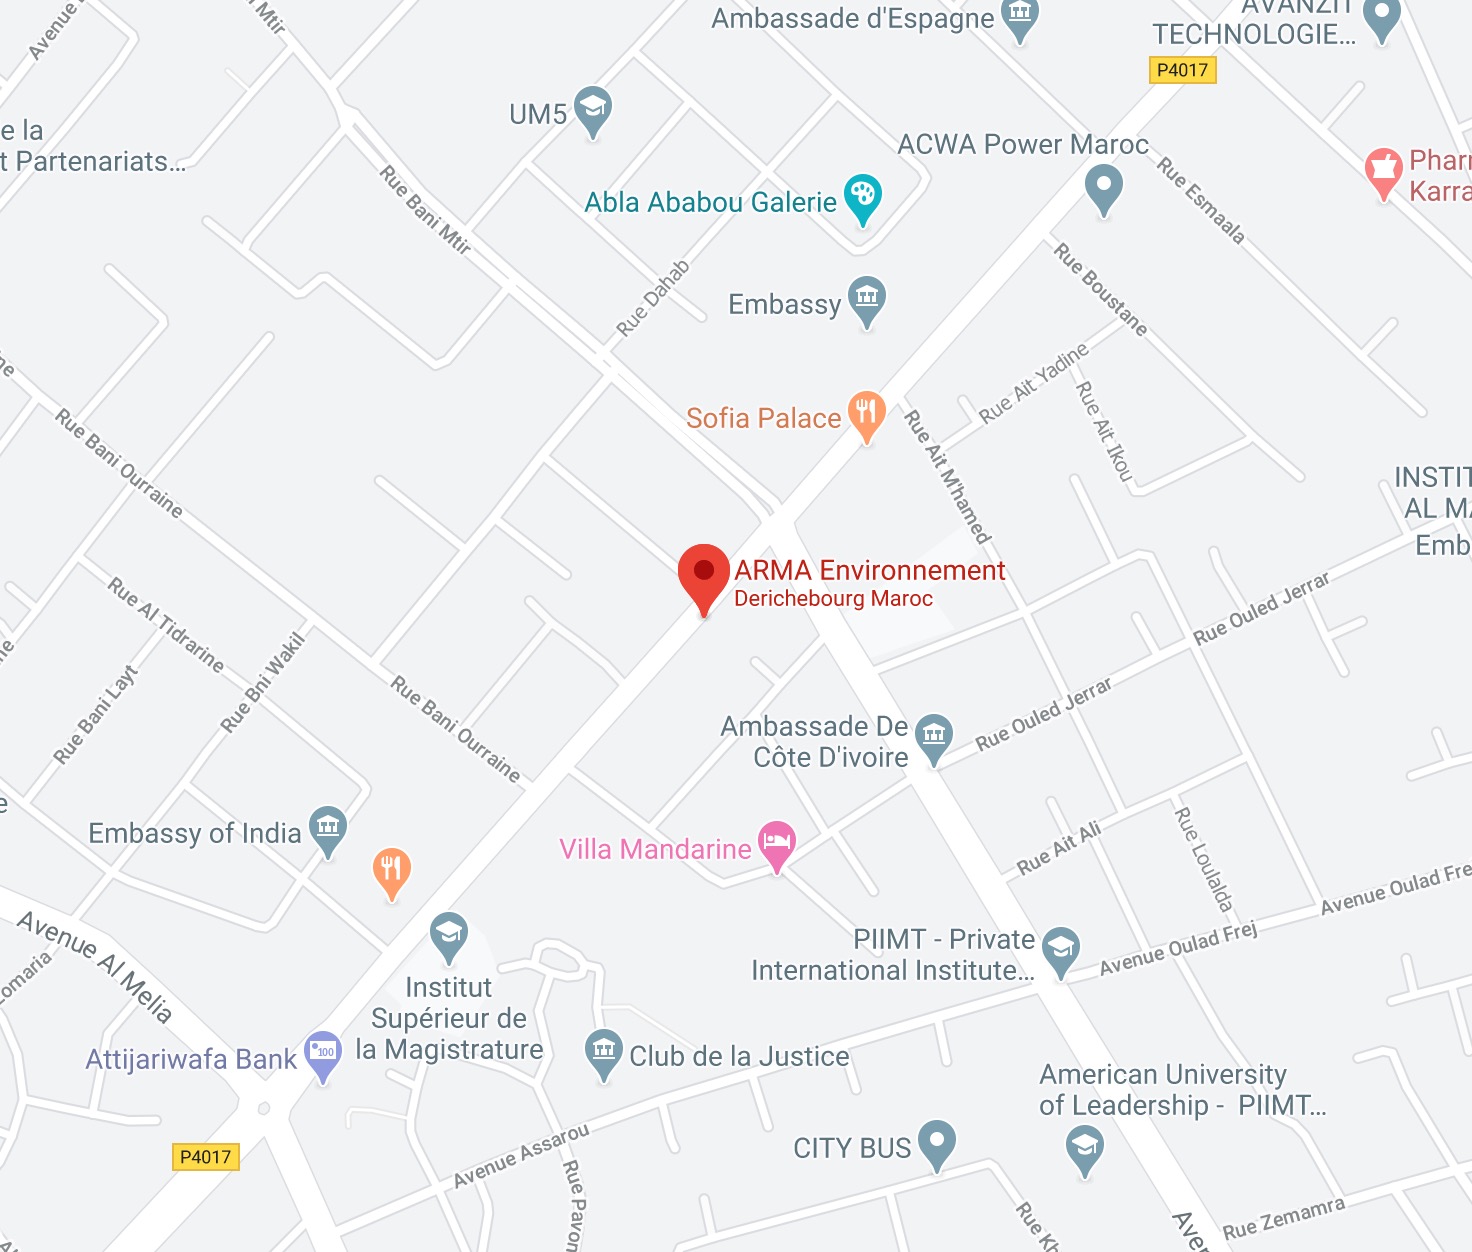 Avenue
Mtir
Ambassade d'Espagne
AVANZIT
TECHNOLOGIE...
P4017
UM5
e la
t Partenariats...
ACWA Power Maroc
Rue Bani Mtir
Abla Ababou Galerie
Rue Esmaala
Phar
Karra
Rue Dahab
Embassy
Rue Boustane
Rue Ait Yadine
Rue Ait Ikou
Sofia Palace
Rue Ait M'hamed
ne
Rue Bani Ourraine
INSTIT
AL MA
Emb
ARMA Environnement
Derichebourg Maroc
Rue Al Tidrarine
Rue Ouled Jerrar
Rue Bni Wakil
Rue Bani Layt
ne
Rue Bani Ourraine
Rue Ouled Jerrar
Ambassade De
Côte D'ivoire
e
Embassy of India
Villa Mandarine
Rue Ait Ali
Rue Loulalda
Avenue Oulad Fre
Avenue Al Melia
PIIMT - Private
International Institute...
Avenue Oulad Frej
omaria
Institut
Supérieur de
la Magistrature
Attijariwafa Bank
100
Club de la Justice
American University
of Leadership - PIIMT...
P4017
CITY BUS
Avenue Assarou
Rue Pavon
Rue Kh
Aven
Rue Zemamra